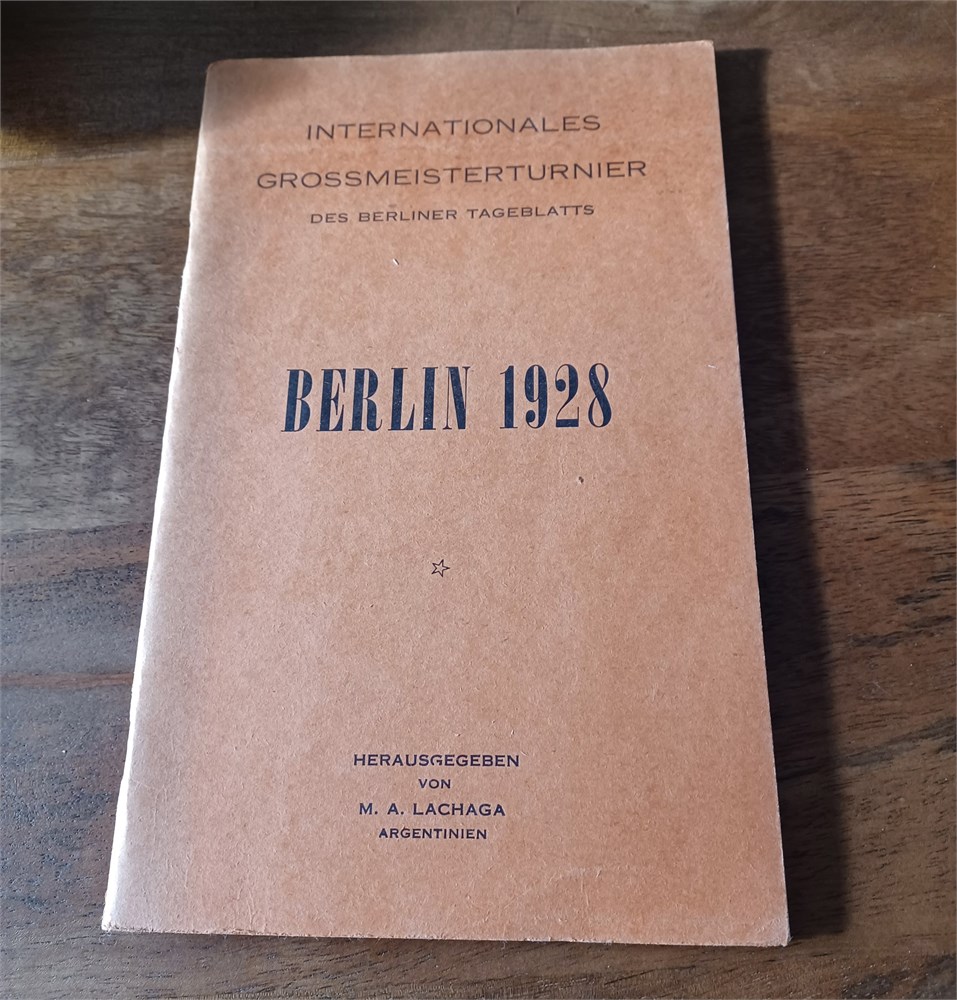 INTERNATIONALES
GROSSMEISTERTURNIER
DES BERLINER TAGEBLATTS
BERLIN 1928
HERAUSGEGEBEN
VON
M. A. LACHAGA
ARGENTINIEN